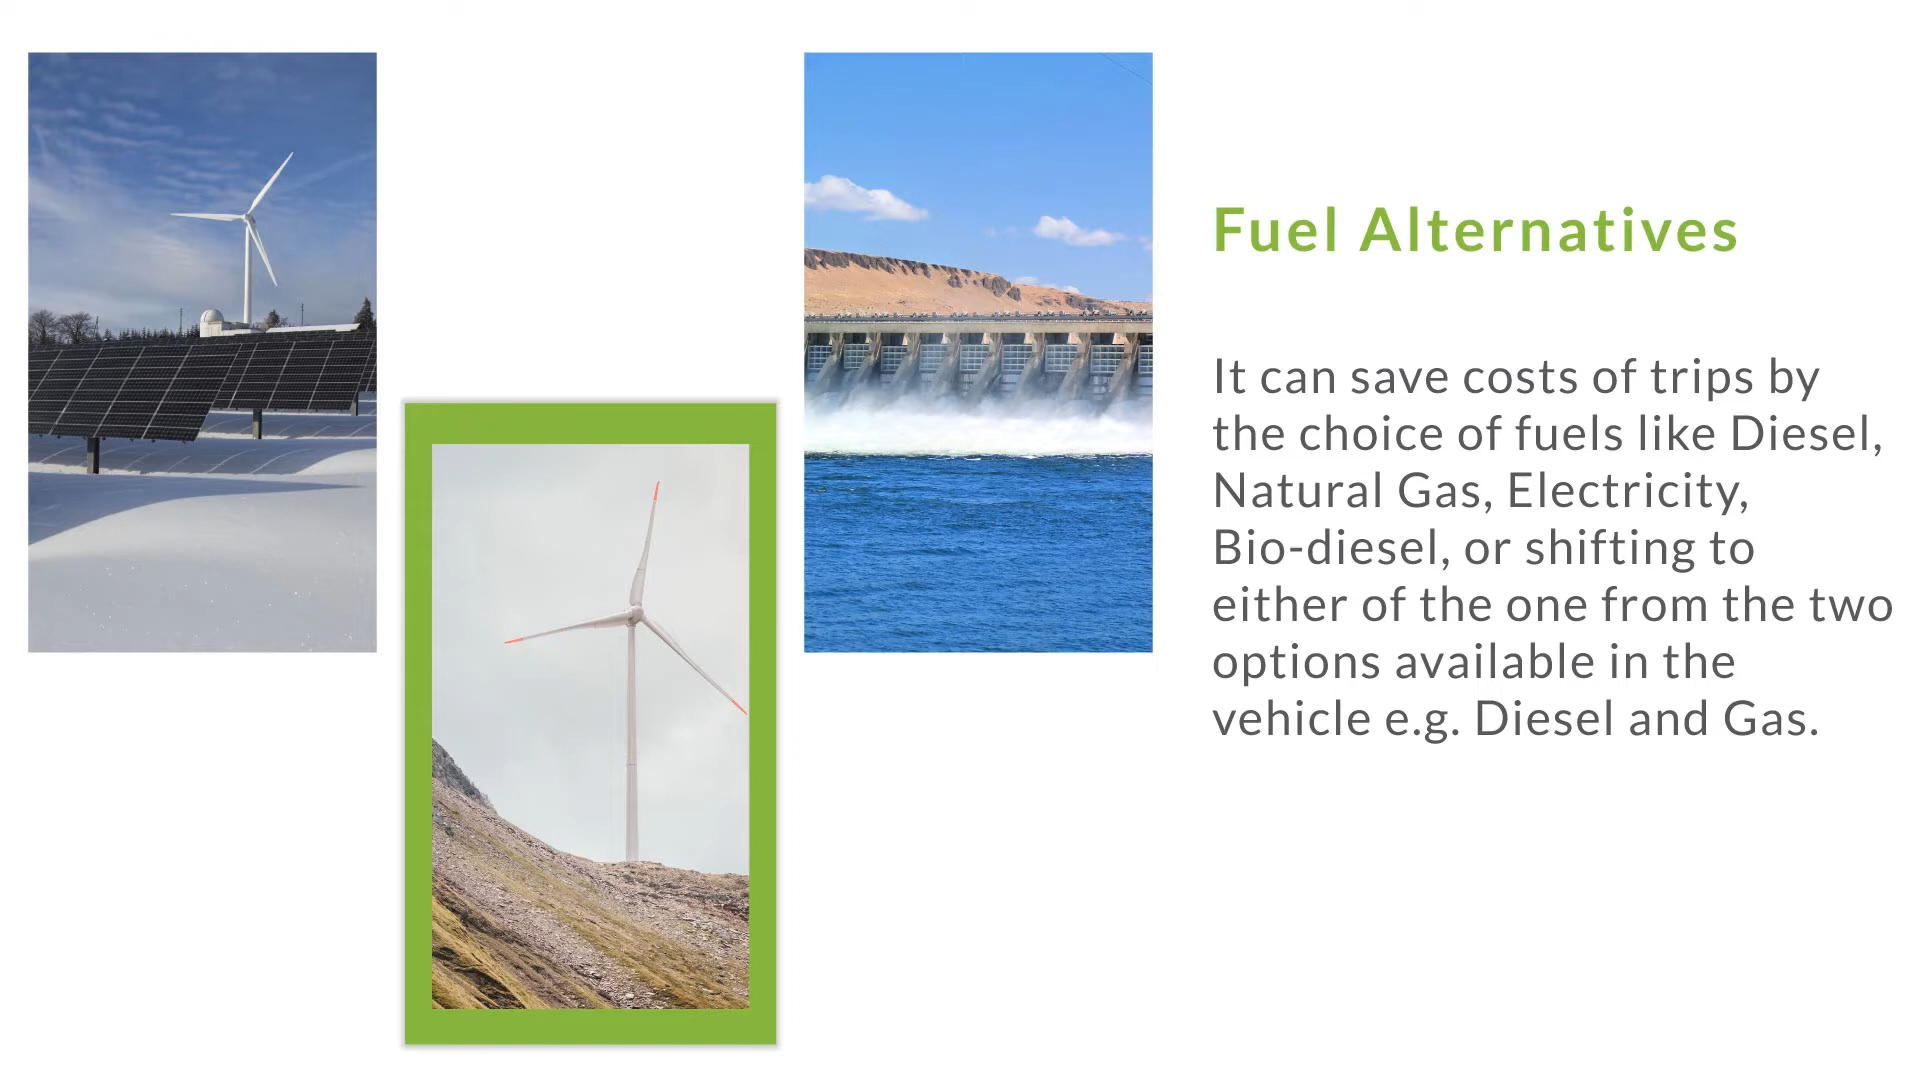 Fuel Alternatives
It can save costs of trips by
the choice of fuels like Diesel,
Natural Gas, Electricity,
Bio-diesel, or shifting to
either of the one from the two
options available in the
vehicle e.g. Diesel and Gas.